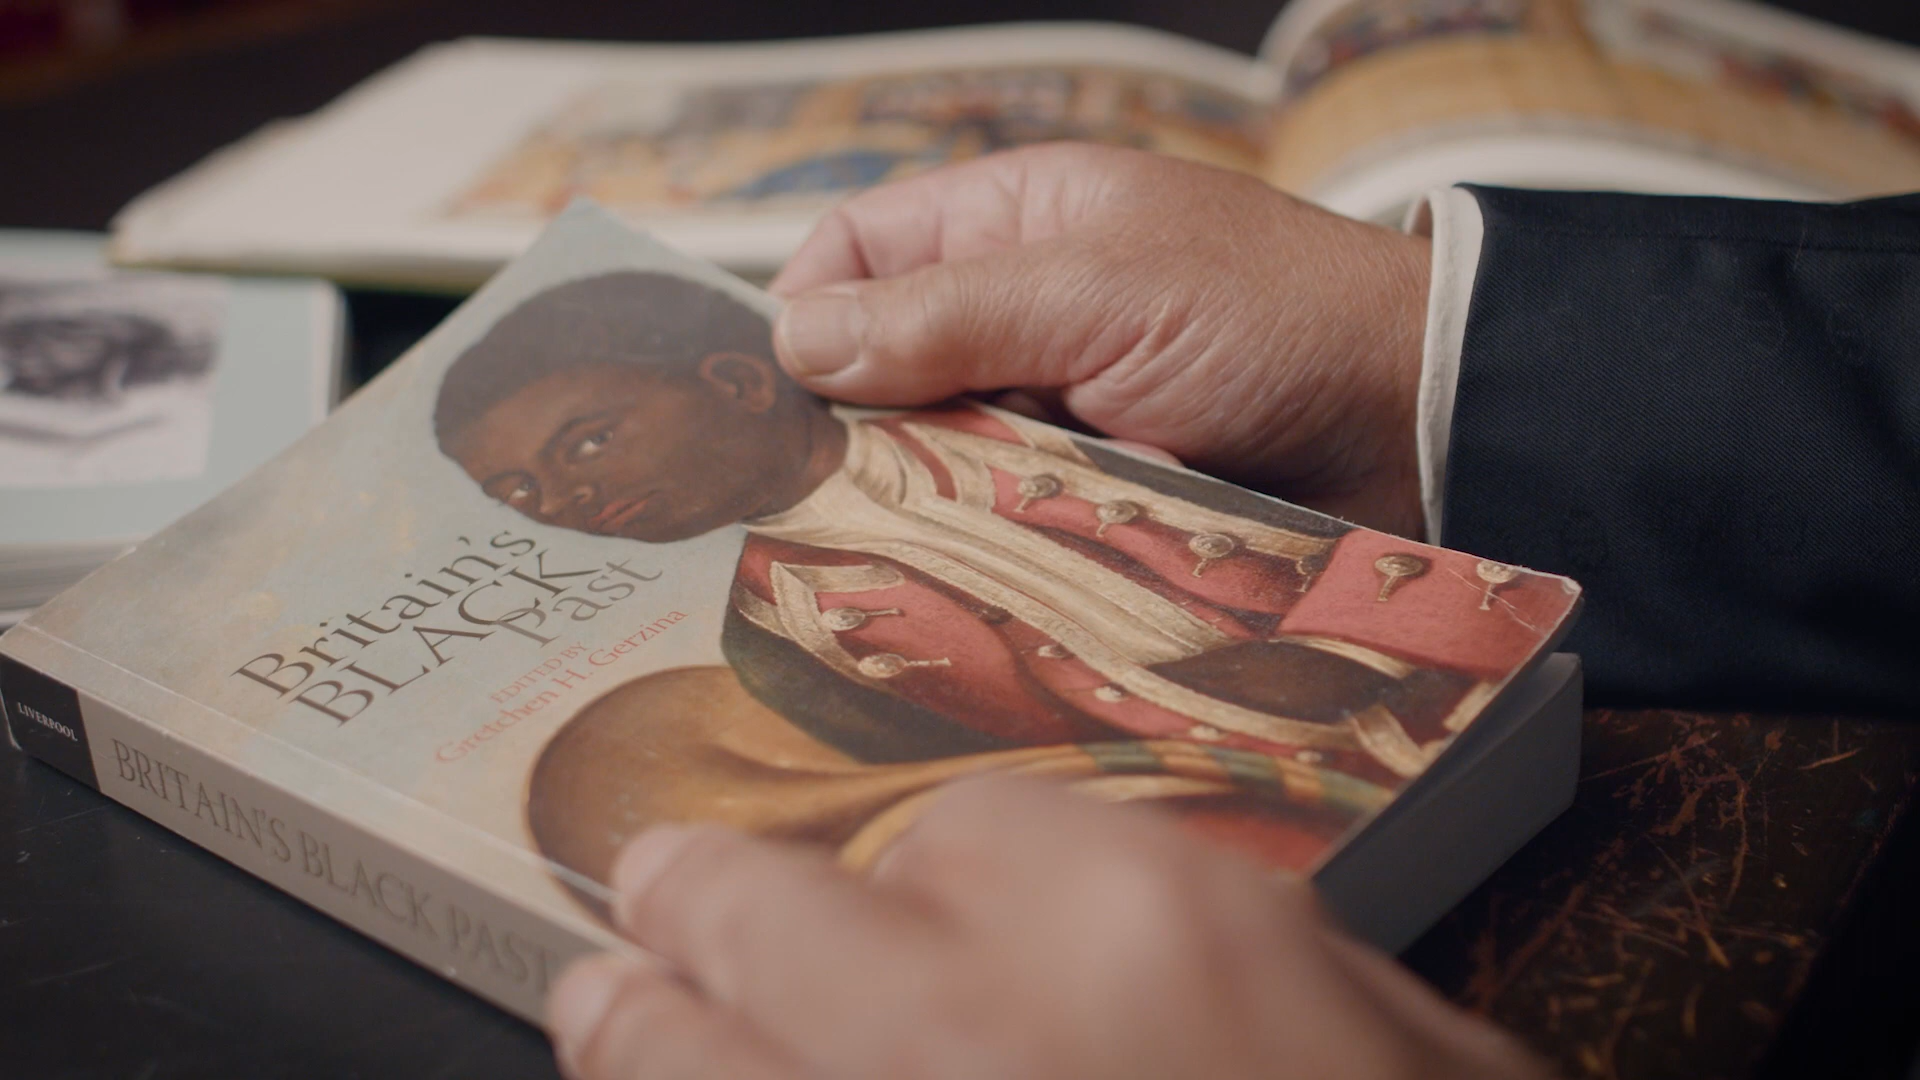 Britain's
BLACK
Past
EDITED BY
Gretchen H. Gerzina
LIVERPOOL
BRITAIN'S BLACK PAST